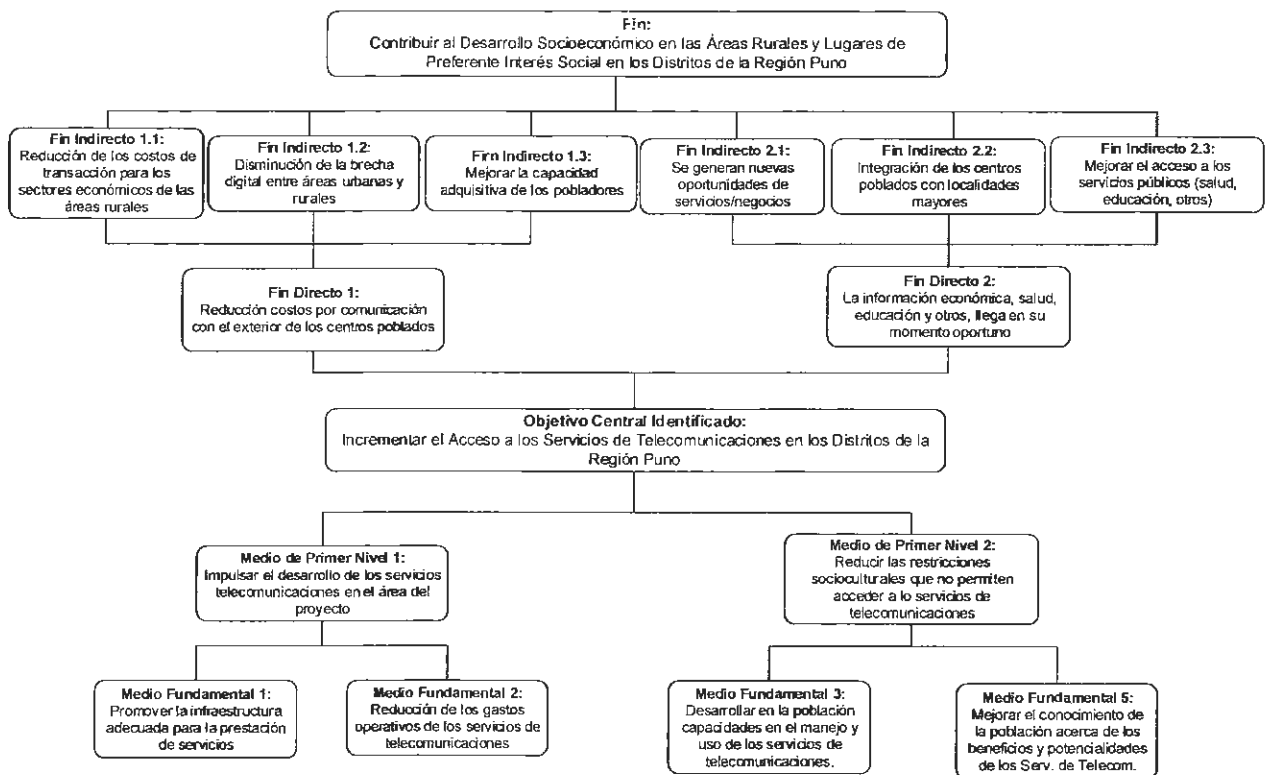 Fin:
Contribuir al Desarrollo Socioeconómico en las Áreas Rurales y Lugares de
Preferente Interés Social en los Distritos de la Región Puno
Fin Indirecto 1.1:
Reducción de los costos de
transacción para los
sectores económicos de las
áreas rurales
Fin Indirecto 1.2:
Disminución de la brecha
digital entre áreas urbanas y
rurales
Firn Indirecto 1.3:
Mejorar la capacidad
adquisitiva de los pobladores
Fin Indirecto 2.1:
Se generan nuevas
oportunidades de
servicios/negocios
Fin Indirecto 2.2:
Integración de los centros
poblados con localidades
mayores
Fin Indirecto 2.3:
Mejorar el acceso a los
servicios públicos (salud,
educación, otros)
Fin Directo 1:
Reducción costos por comunicación
con el exterior de los centros poblados
Fin Directo 2:
La información económica, salud,
educación y otros, llega en su
momento oportuno
Objetivo Central Identificado:
Incrementar el Acceso a los Servicios de Telecomunicaciones en los Distritos de la
Región Puno
Medio de Primer Nivel 1:
Impulsar el desarrollo de los servicios
telecomunicaciones en el área del
proyecto
Medio de Primer Nivel 2:
Reducir las restricciones
socioculturales que no permiten
acceder a lo servicios de
telecomunicaciones
Medio Fundamental 1:
Promover la infraestructura
adecuada para la prestación
de servicios
Medio Fundamental 2:
Reducción de los gastos
operativos de los servicios de
telecomunicaciones
Medio Fundamental 3:
Desarrollar en la población
capacidades en el manejo y
uso de los servicios de
telecomunicaciones.
Medio Fundamental 5:
Mejorar el conocimiento de
la población acerca de los
beneficios y potencialidades
de los Serv. de Telecom.